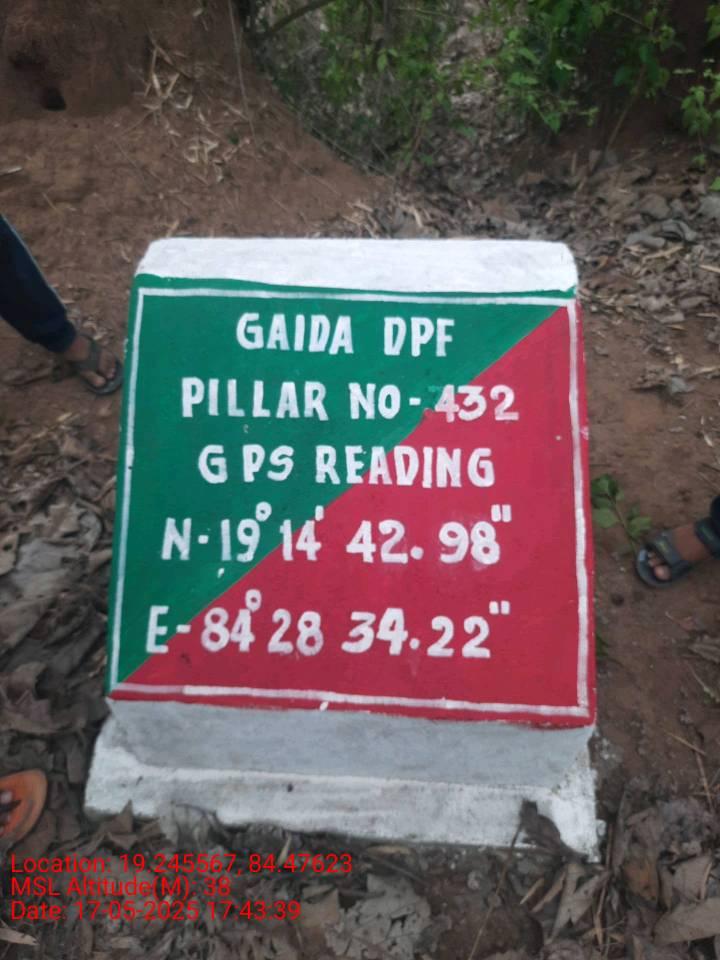 GAIDA DPF
PILLAR NO-432
GPS READING
N-19° 14' 42.98"
E-84° 28 34.22"
Location: 19.245567, 84.47623
MSL Altitude(M): 38
Date: 17-05-2025 17:43:39